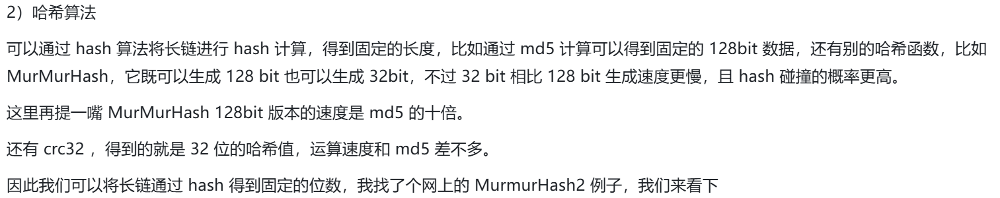 2）哈希算法
可以通过 hash 算法将长链进行 hash 计算，得到固定的长度，比如通过 md5 计算可以得到固定的 128bit 数据，还有别的哈希函数，比如
MurMurHash，它既可以生成 128 bit 也可以生成 32bit，不过 32 bit 相比 128 bit 生成速度更慢，且 hash 碰撞的概率更高。
这里再提一嘴 MurMurHash 128bit 版本的速度是 md5 的十倍。
还有 crc32 ，得到的就是 32 位的哈希值，运算速度和 md5 差不多。
因此我们可以将长链通过 hash 得到固定的位数，我找了个网上的 MurmurHash2 例子，我们来看下